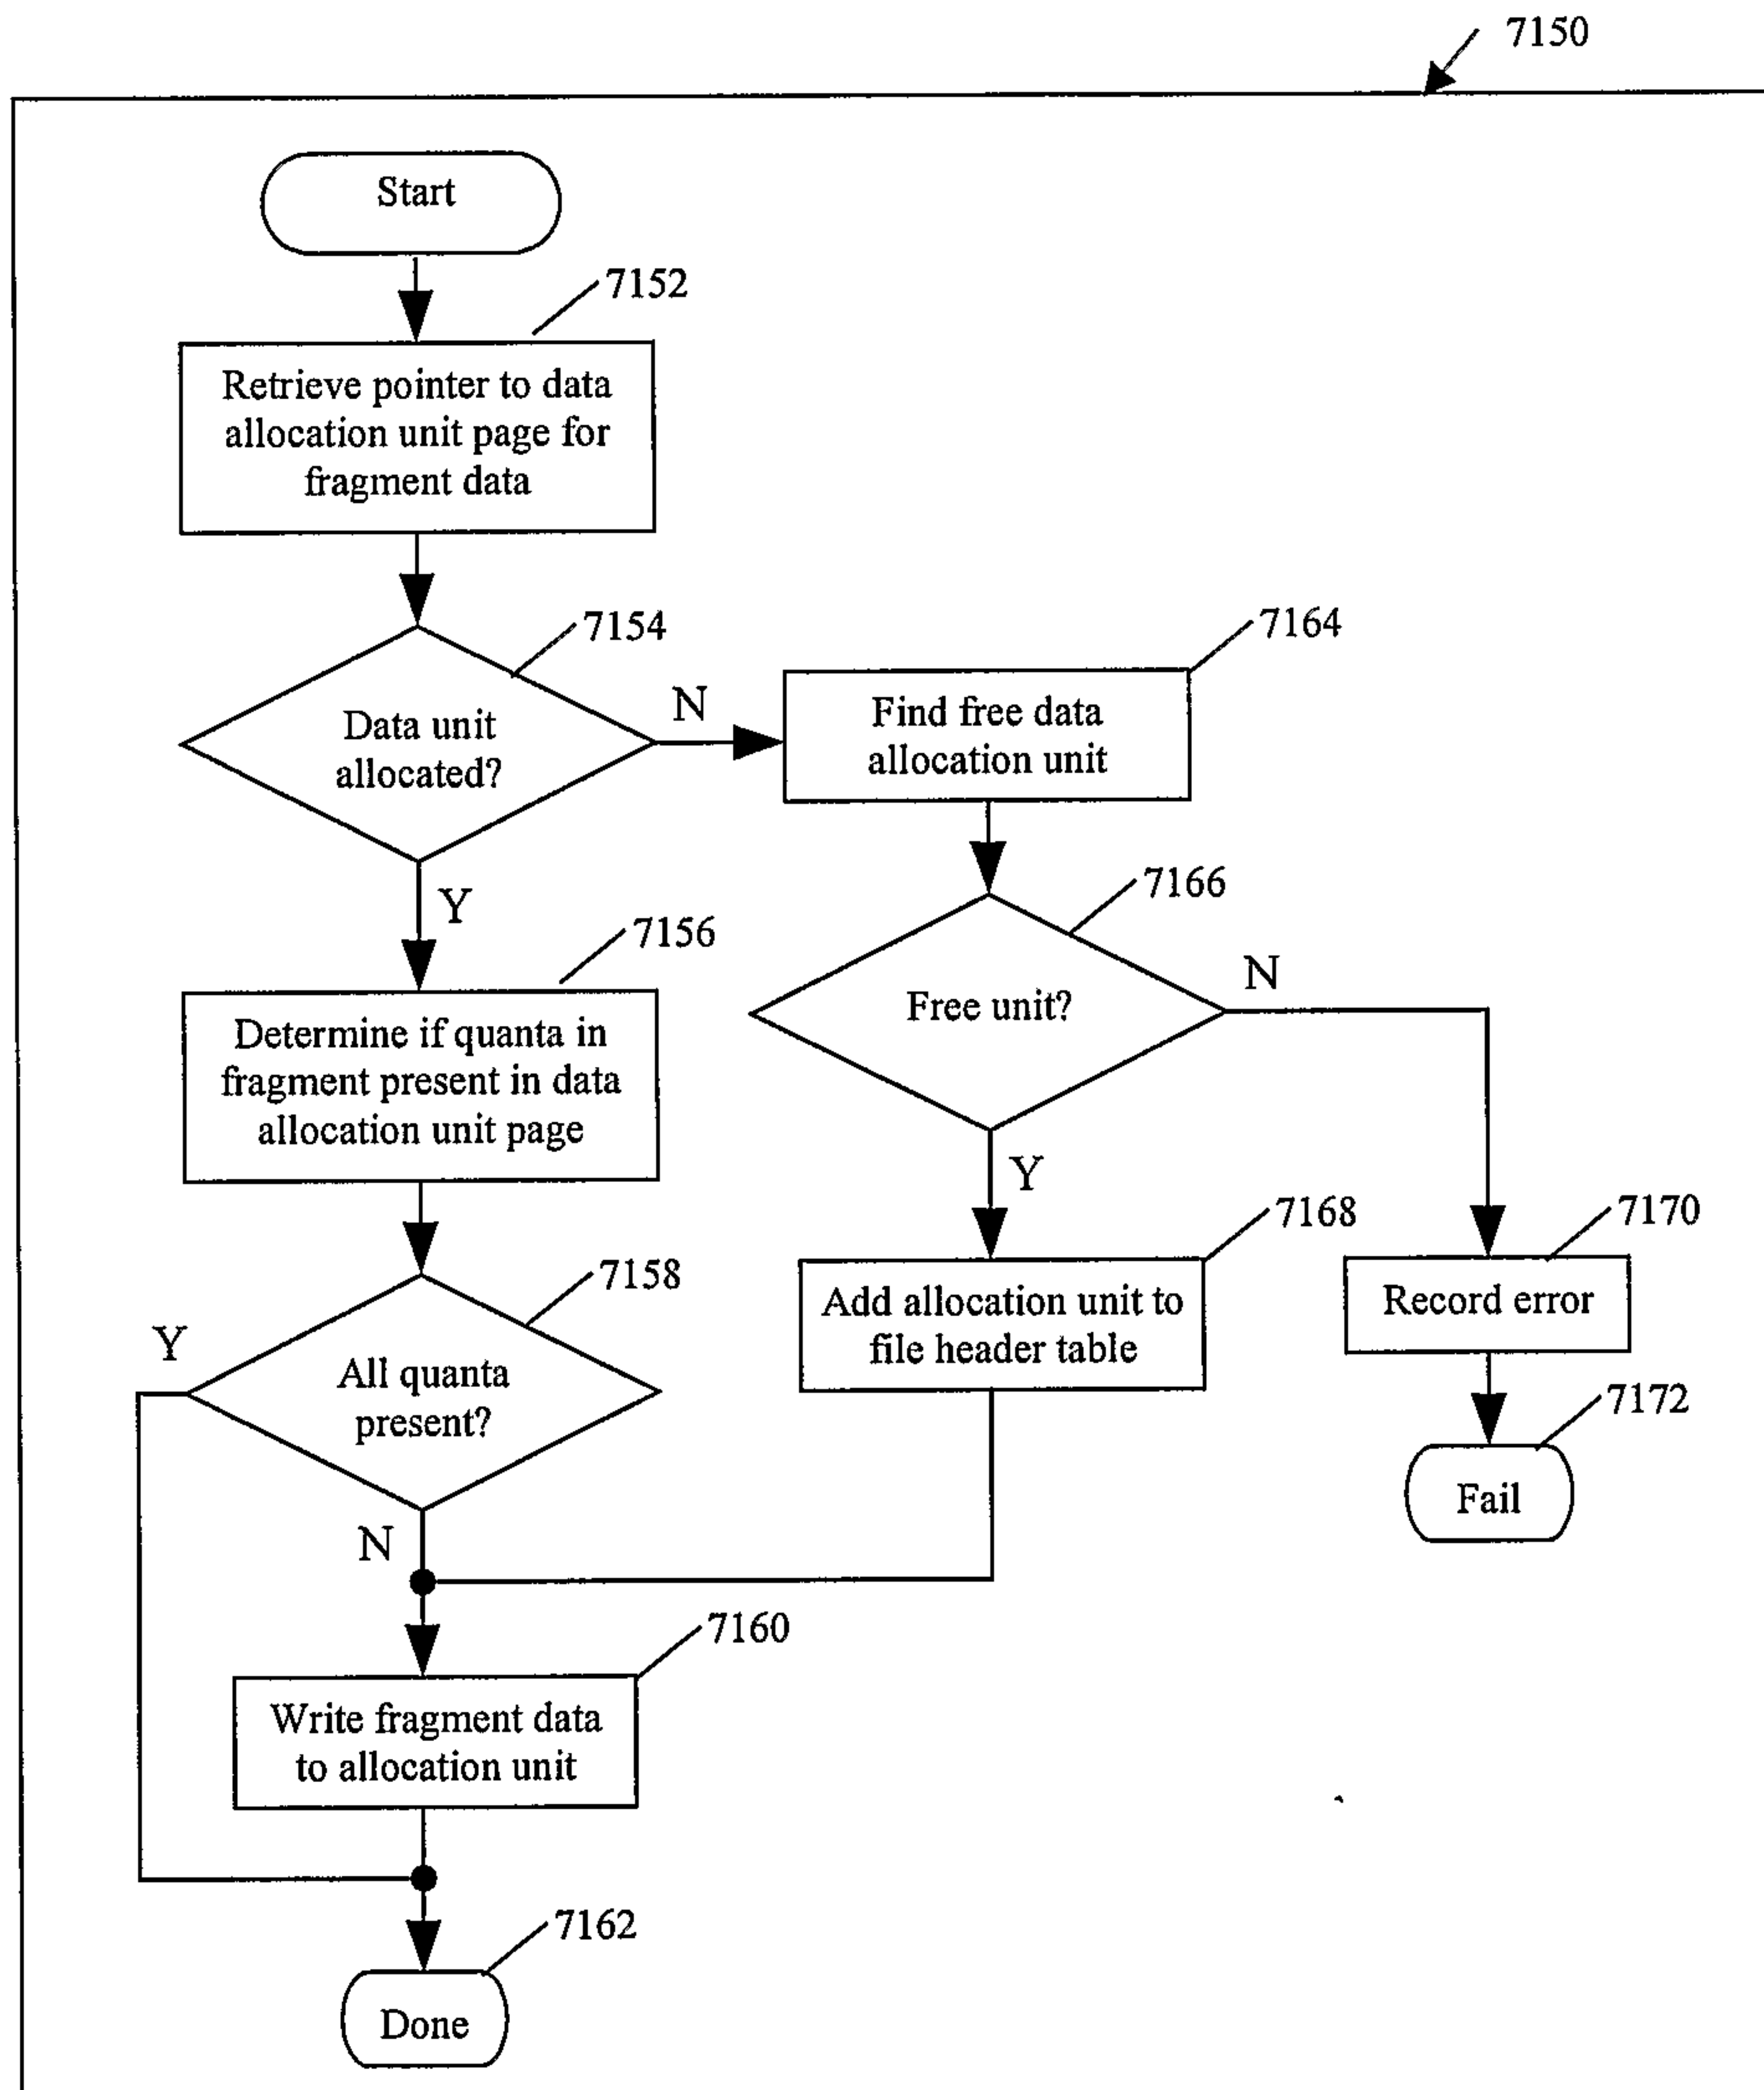 7150
Start
7152
Retrieve pointer to data
allocation unit page for
fragment data
7154
Data unit
allocated?
N
Y
7164
Find free data
allocation unit
7166
Free unit?
N
Y
7156
Determine if quanta in
fragment present in data
allocation unit page
7158
All quanta
present?
Y
N
7168
Add allocation unit to
file header table
7170
Record error
7172
Fail
7160
Write fragment data
to allocation unit
7162
Done